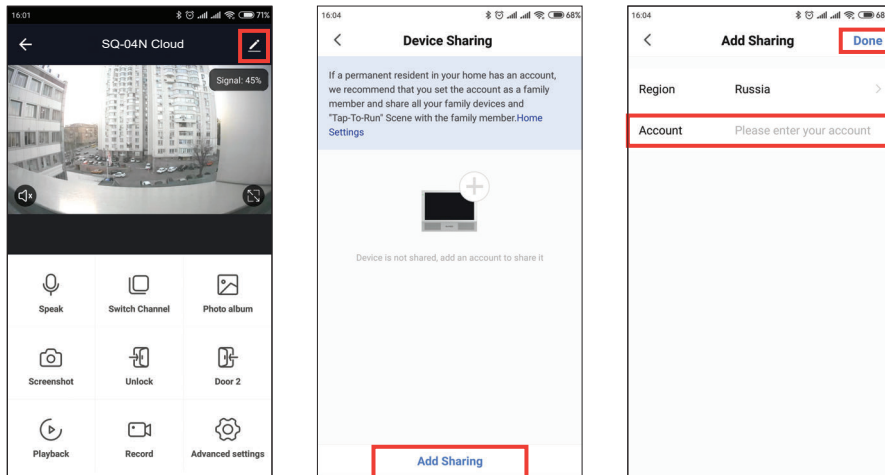 16:01
71%
SQ-04N Cloud
Signal: 45%
Speak
Switch Channel
Photo album
Screenshot
Unlock
Door 2
Playback
Record
Advanced settings
16:04
68%
Device Sharing
If a permanent resident in your home has an account,
we recommend that you set the account as a family
member and share all your family devices and
"Tap-To-Run" Scene with the family member.Home
Settings
Device is not shared, add an account to share it
Add Sharing
16:04
68
Add Sharing
Done
Region
Russia
Account
Please enter your account